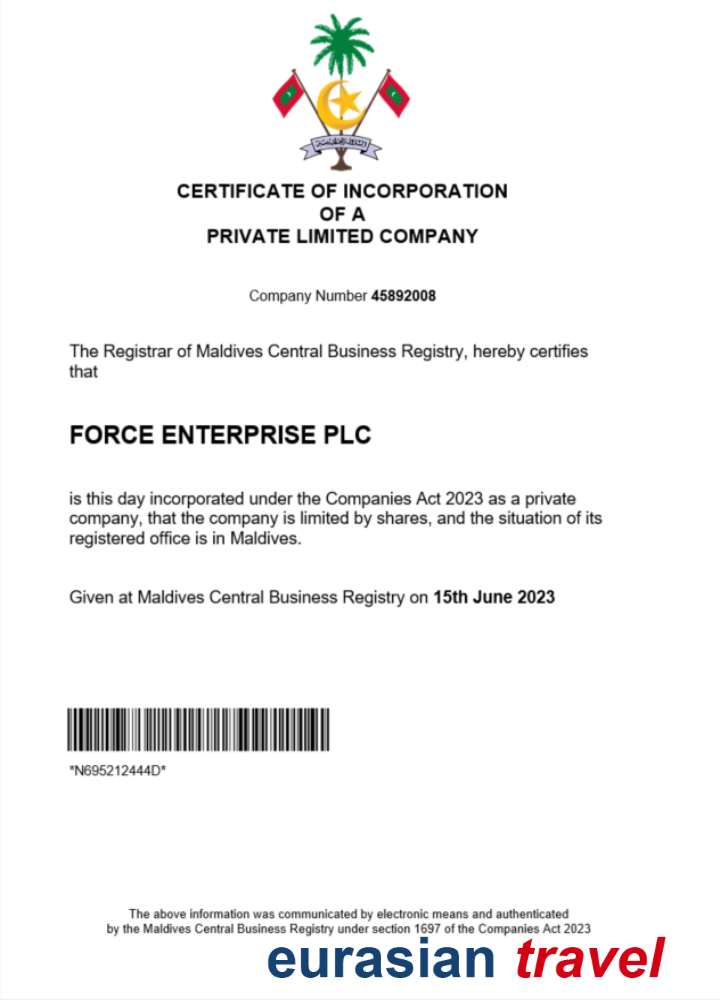 CERTIFICATE OF INCORPORATION
OF A
PRIVATE LIMITED COMPANY
Company Number 45892008
The Registrar of Maldives Central Business Registry, hereby certifies
that
FORCE ENTERPRISE PLC
is this day incorporated under the Companies Act 2023 as a private
company, that the company is limited by shares, and the situation of its
registered office is in Maldives.
Given at Maldives Central Business Registry on 15th June 2023
*N695212444D*
The above information was communicated by electronic means and authenticated
by the Maldives Central Business Registry under section 1697 of the Companies Act 2023
eurasian travel